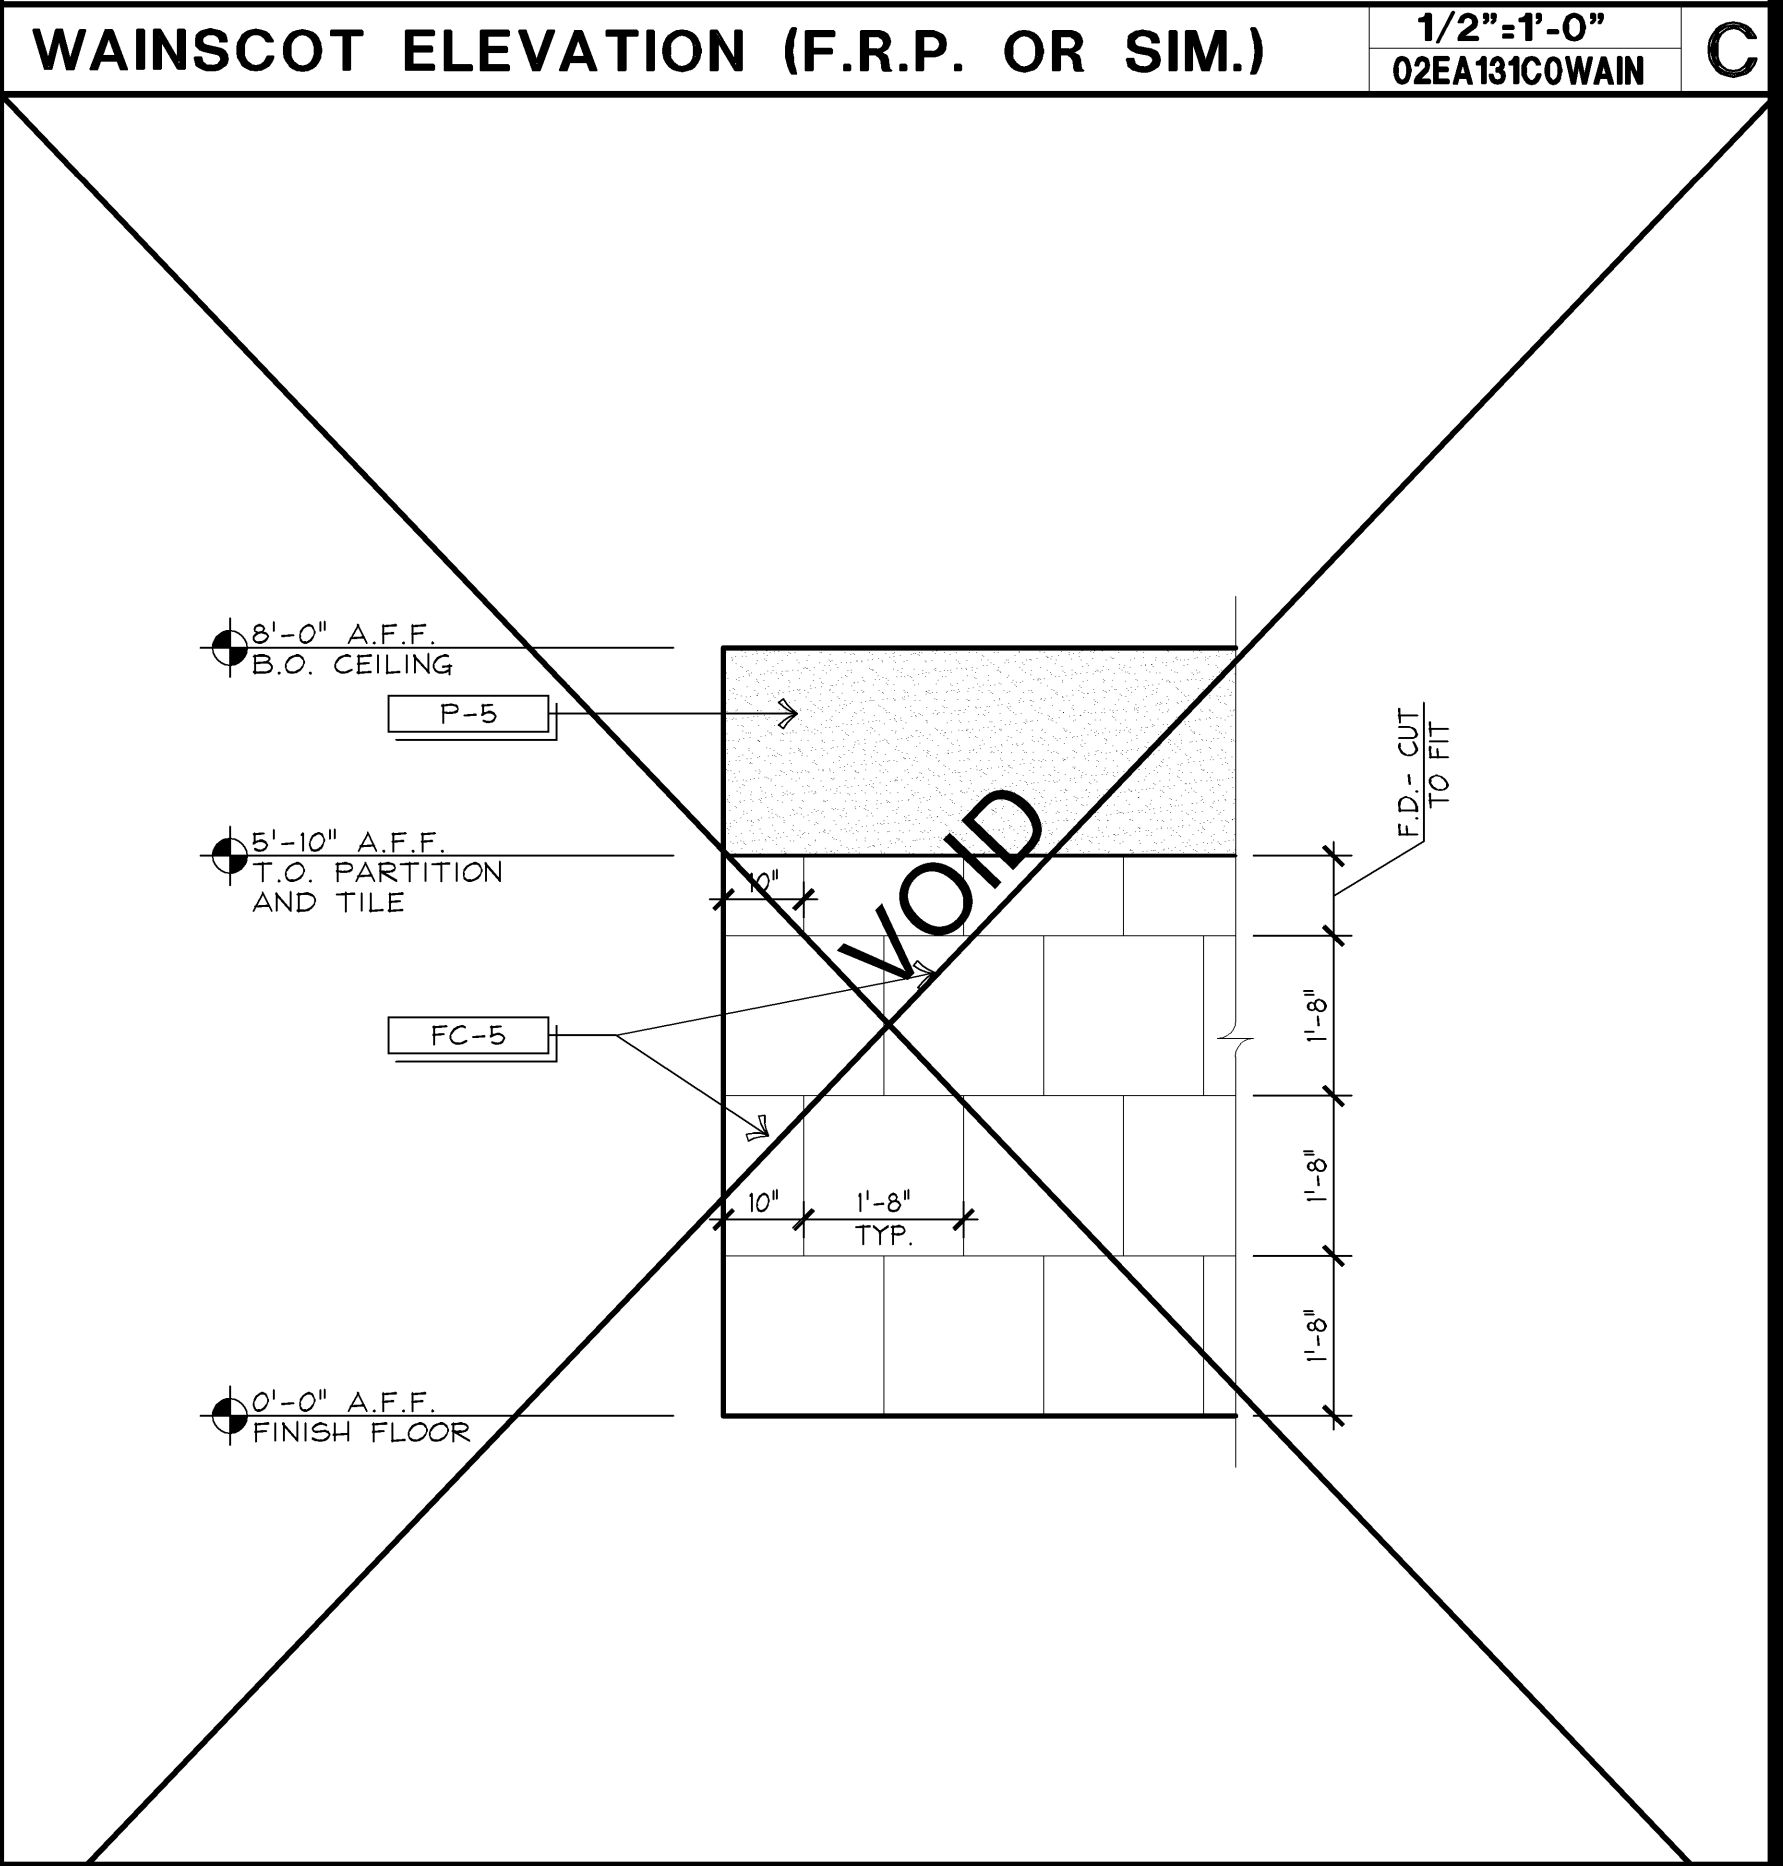 WAINSCOT ELEVATION (F.R.P. OR SIM.)
1/2"=1'-0"
02EA131C0WAIN
C
8'-0" A.F.F.
B.O. CEILING
P-5
F.D.- CUT
TO FIT
VOID
5'-10" A.F.F.
T.O. PARTITION
AND TILE
10"
FC-5
1'-8"
1'-8"
10"
1'-8"
TYP.
1'-8"
0'-0" A.F.F.
FINISH FLOOR